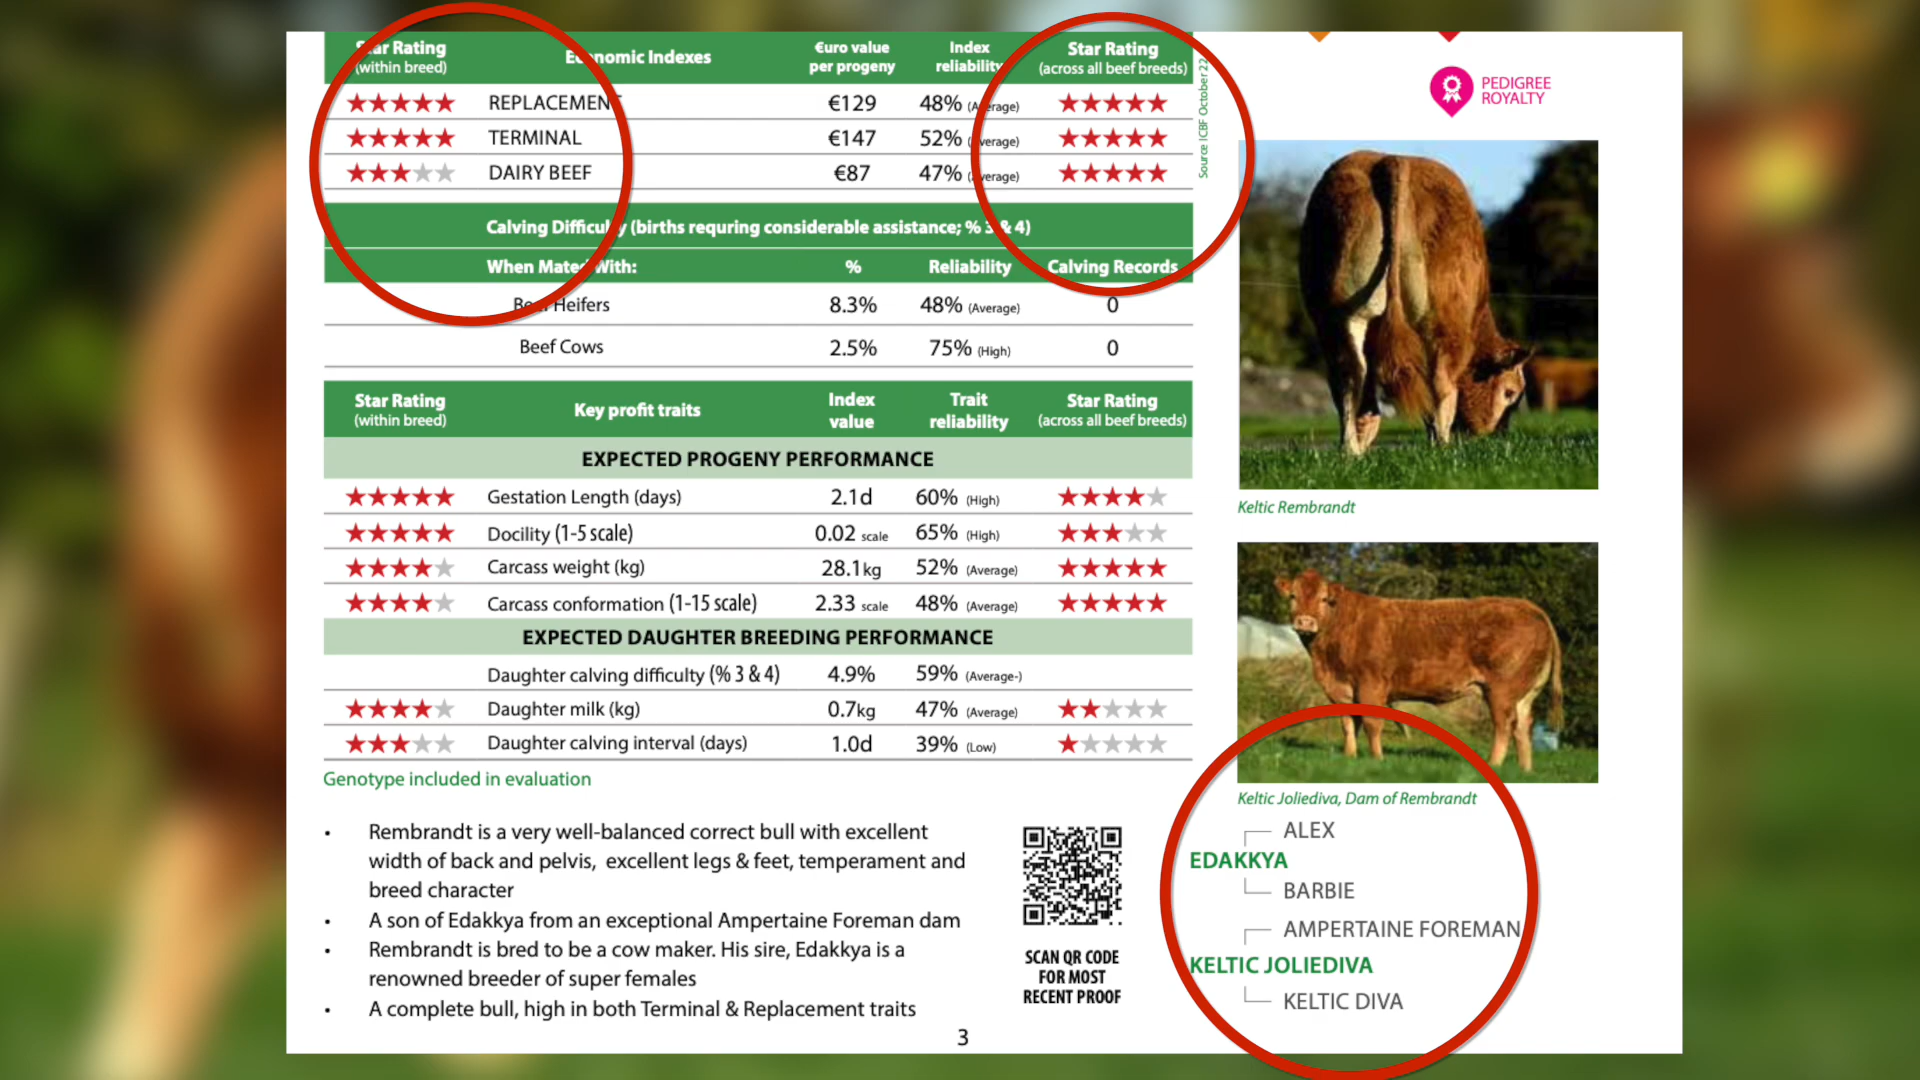 Star Rating
(within breed)
Economic Indexes
€uro value
per progeny
Index
reliability
Star Rating
(across all beef breeds)
REPLACEMENT €129 48% (Average)
TERMINAL €147 52% (Average)
DAIRY BEEF €87 47% (Average)
Source ICBF October 22
Calving Difficulty (births requring considerable assistance; % 3 & 4)
When Mated With: % Reliability Calving Records
Beef Heifers 8.3% 48% (Average) 0
Beef Cows 2.5% 75% (High) 0
Star Rating
(within breed)
Key profit traits
Index
value
Trait
reliability
Star Rating
(across all beef breeds)
EXPECTED PROGENY PERFORMANCE
Gestation Length (days) 2.1d 60% (High)
Docility (1-5 scale) 0.02 scale 65% (High)
Carcass weight (kg) 28.1kg 52% (Average)
Carcass conformation (1-15 scale) 2.33 scale 48% (Average)
EXPECTED DAUGHTER BREEDING PERFORMANCE
Daughter calving difficulty (% 3 & 4) 4.9% 59% (Average-)
Daughter milk (kg) 0.7kg 47% (Average)
Daughter calving interval (days) 1.0d 39% (Low)
Genotype included in evaluation
• Rembrandt is a very well-balanced correct bull with excellent
width of back and pelvis, excellent legs & feet, temperament and
breed character
• A son of Edakkya from an exceptional Ampertaine Foreman dam
• Rembrandt is bred to be a cow maker. His sire, Edakkya is a
renowned breeder of super females
• A complete bull, high in both Terminal & Replacement traits
SCAN QR CODE
FOR MOST
RECENT PROOF
3
PEDIGREE
ROYALTY
Keltic Rembrandt
Keltic Joliediva, Dam of Rembrandt
ALEX
EDAKKYA
BARBIE
AMPERTAINE FOREMAN
KELTIC JOLIEDIVA
KELTIC DIVA